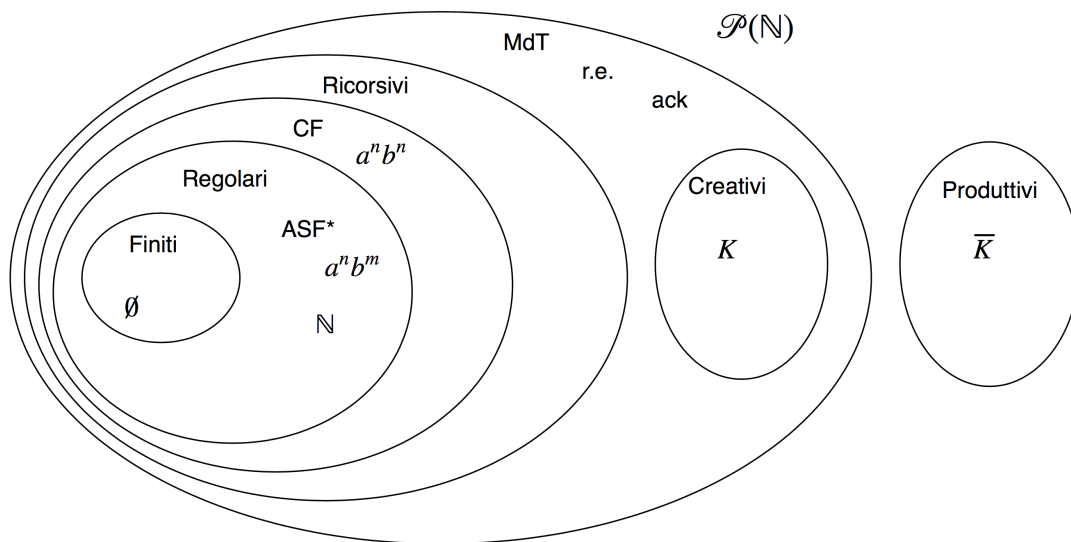 𝒫(ℕ)
MdT
r.e.
ack
Ricorsivi
CF
aⁿbⁿ
Regolari
ASF*
aⁿbᵐ
ℕ
Finiti
∅
Creativi
K
Produttivi
K̅